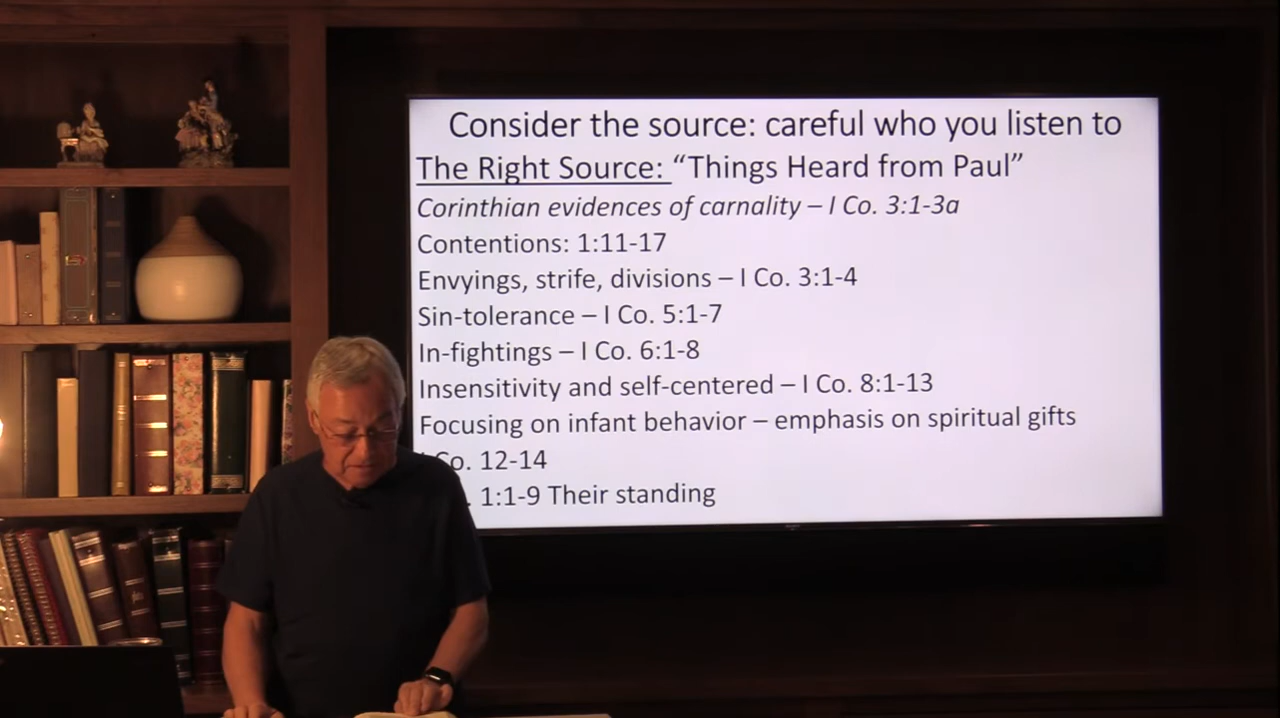 Consider the source: careful who you listen to
The Right Source: “Things Heard from Paul”
Corinthian evidences of carnality – I Co. 3:1-3a
Contentions: 1:11-17
Envyings, strife, divisions – I Co. 3:1-4
Sin-tolerance – I Co. 5:1-7
In-fightings – I Co. 6:1-8
Insensitivity and self-centered – I Co. 8:1-13
Focusing on infant behavior – emphasis on spiritual gifts
Co. 12-14
1:1-9 Their standing